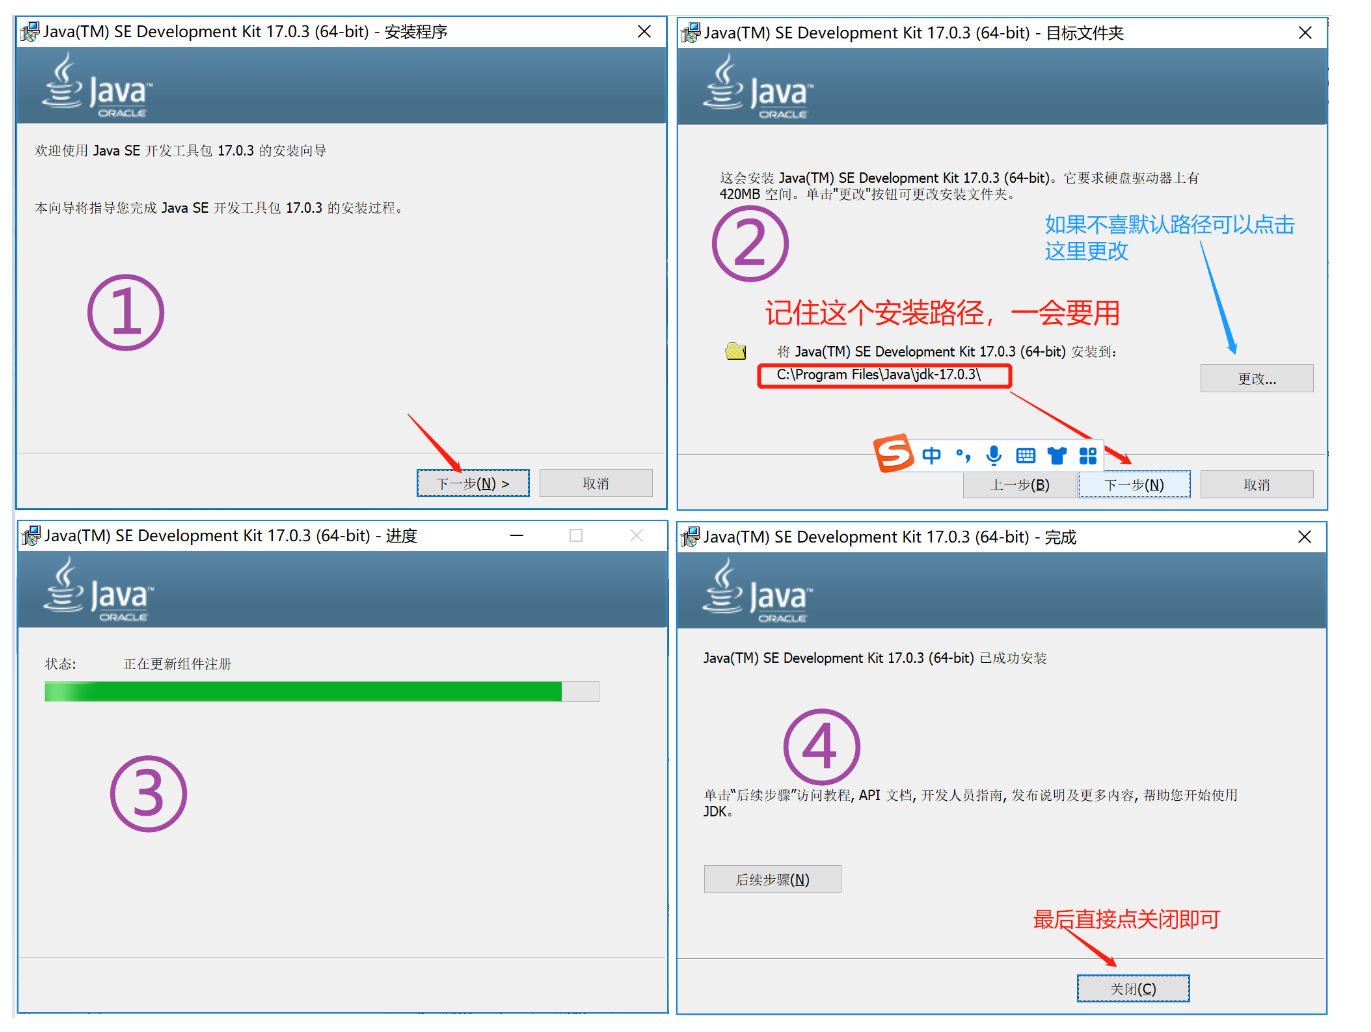 Java(TM) SE Development Kit 17.0.3 (64-bit) - 安装程序
Java™
ORACLE
欢迎使用 Java SE 开发工具包 17.0.3 的安装向导
本向导将指导您完成 Java SE 开发工具包 17.0.3 的安装过程。
①
下一步(N) >
取消
Java(TM) SE Development Kit 17.0.3 (64-bit) - 目标文件夹
Java™
ORACLE
这会安装 Java(TM) SE Development Kit 17.0.3 (64-bit)。它要求硬盘驱动器上有
420MB 空间。单击"更改"按钮可更改安装文件夹。
②
如果不喜默认路径可以点击
这里更改
记住这个安装路径，一会要用
将 Java(TM) SE Development Kit 17.0.3 (64-bit) 安装到:
C:\Program Files\Java\jdk-17.0.3\
更改...
S 中 °,
上一步(B)
下一步(N)
取消
Java(TM) SE Development Kit 17.0.3 (64-bit) - 进度
Java™
ORACLE
状态: 正在更新组件注册
③
Java(TM) SE Development Kit 17.0.3 (64-bit) - 完成
Java™
ORACLE
Java(TM) SE Development Kit 17.0.3 (64-bit) 已成功安装
④
单击“后续步骤”访问教程, API 文档, 开发人员指南, 发布说明及更多内容, 帮助您开始使用
JDK。
后续步骤(N)
最后直接点关闭即可
关闭(C)